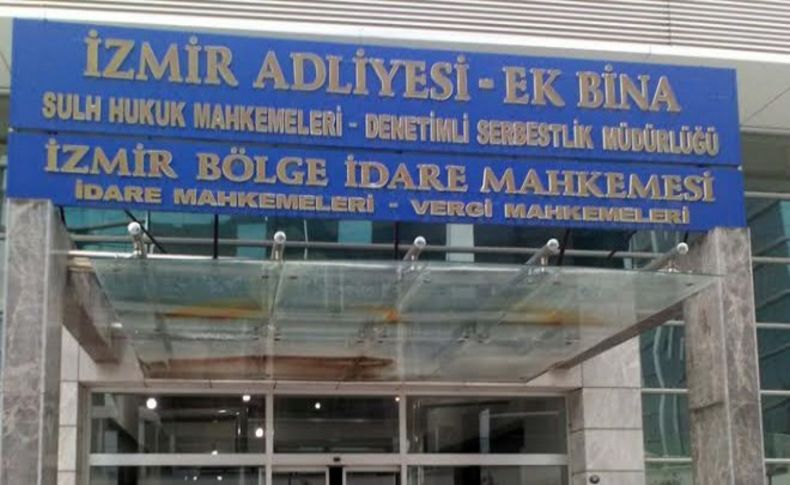 İZMİR ADLİYESİ - EK BİNA
SULH HUKUK MAHKEMELERİ - DENETİMLİ SERBESTLİK MÜDÜRLÜĞÜ
İZMİR BÖLGE İDARE MAHKEMESİ
İDARE MAHKEMELERİ - VERGİ MAHKEMELERİ